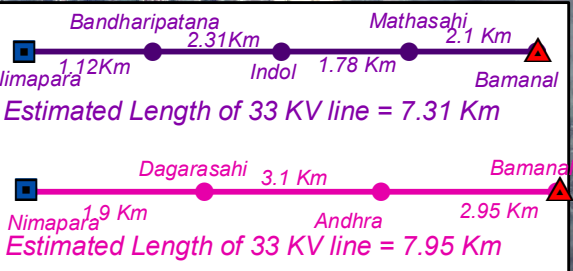 Bandharipatana
Mathasahi
2.31Km
2.1 Km
1.12Km
limapara
Indol
1.78 Km
Bamanal
Estimated Length of 33 KV line = 7.31 Km
Dagarasahi
3.1 Km
Bamanal
Nimapara
1.9 Km
Andhra
2.95 Km
Estimated Length of 33 KV line = 7.95 Km